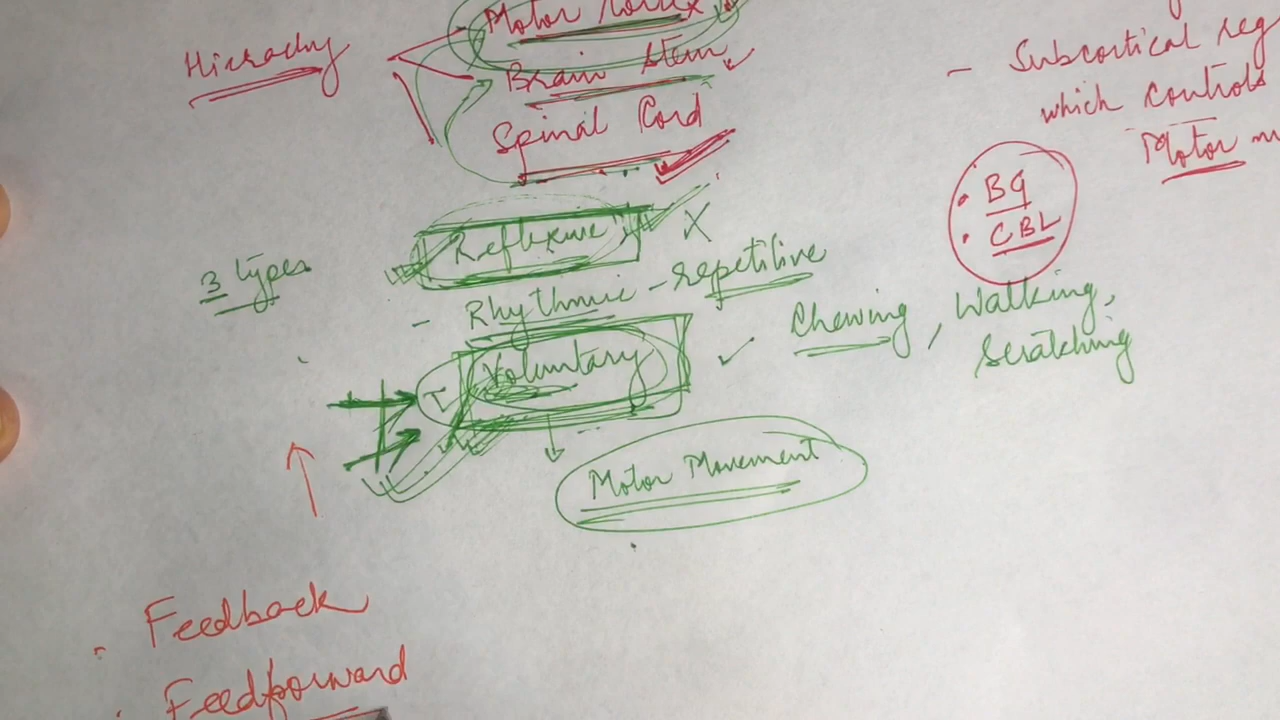 Motor Cortex
Hierachy
Brain Stem
Spinal Cord
- Subcortical reg
which controls
Motor m
• BG
• CBL
3 types
Reflexive
- Rhythmic - repetitive
Chewing, Walking,
Scratching
Voluntary
Motor Movement
- Feedback
• Feedforward